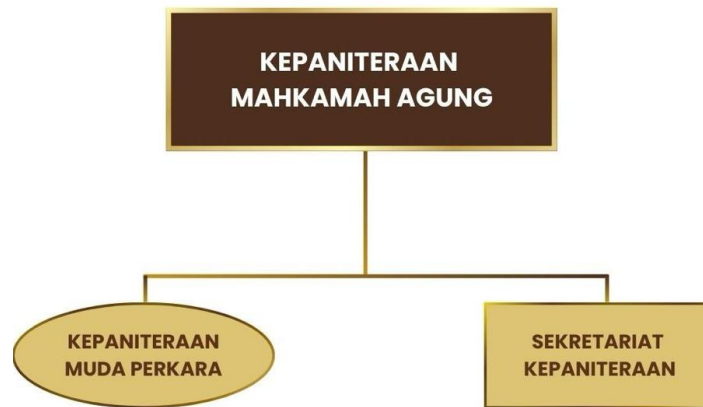 KEPANITERAAN
MAHKAMAH AGUNG
KEPANITERAAN
MUDA PERKARA
SEKRETARIAT
KEPANITERAAN